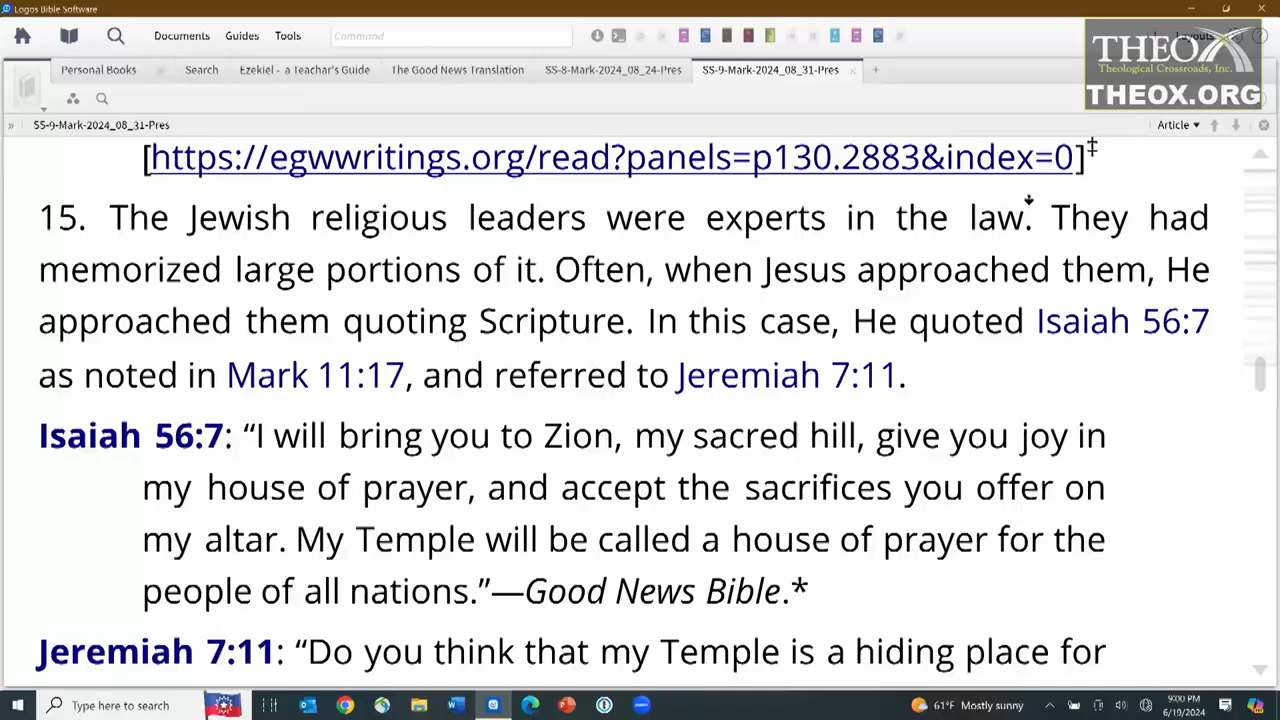 Logos Bible Software
Documents Guides Tools Command
THEOX
Theological Crossroads, Inc.
THEOX.ORG
Personal Books Search Ezekiel - a Teacher's Guide SS-8-Mark-2024_08_24-Pres SS-9-Mark-2024_08_31-Pres
SS-9-Mark-2024_08_31-Pres Article
[https://egwwritings.org/read?panels=p130.2883&index=0]‡
15. The Jewish religious leaders were experts in the law. They had
memorized large portions of it. Often, when Jesus approached them, He
approached them quoting Scripture. In this case, He quoted Isaiah 56:7
as noted in Mark 11:17, and referred to Jeremiah 7:11.
Isaiah 56:7: “I will bring you to Zion, my sacred hill, give you joy in
my house of prayer, and accept the sacrifices you offer on
my altar. My Temple will be called a house of prayer for the
people of all nations.”—Good News Bible.*
Jeremiah 7:11: “Do you think that my Temple is a hiding place for
Type here to search 61°F Mostly sunny 9:00 PM
6/19/2024